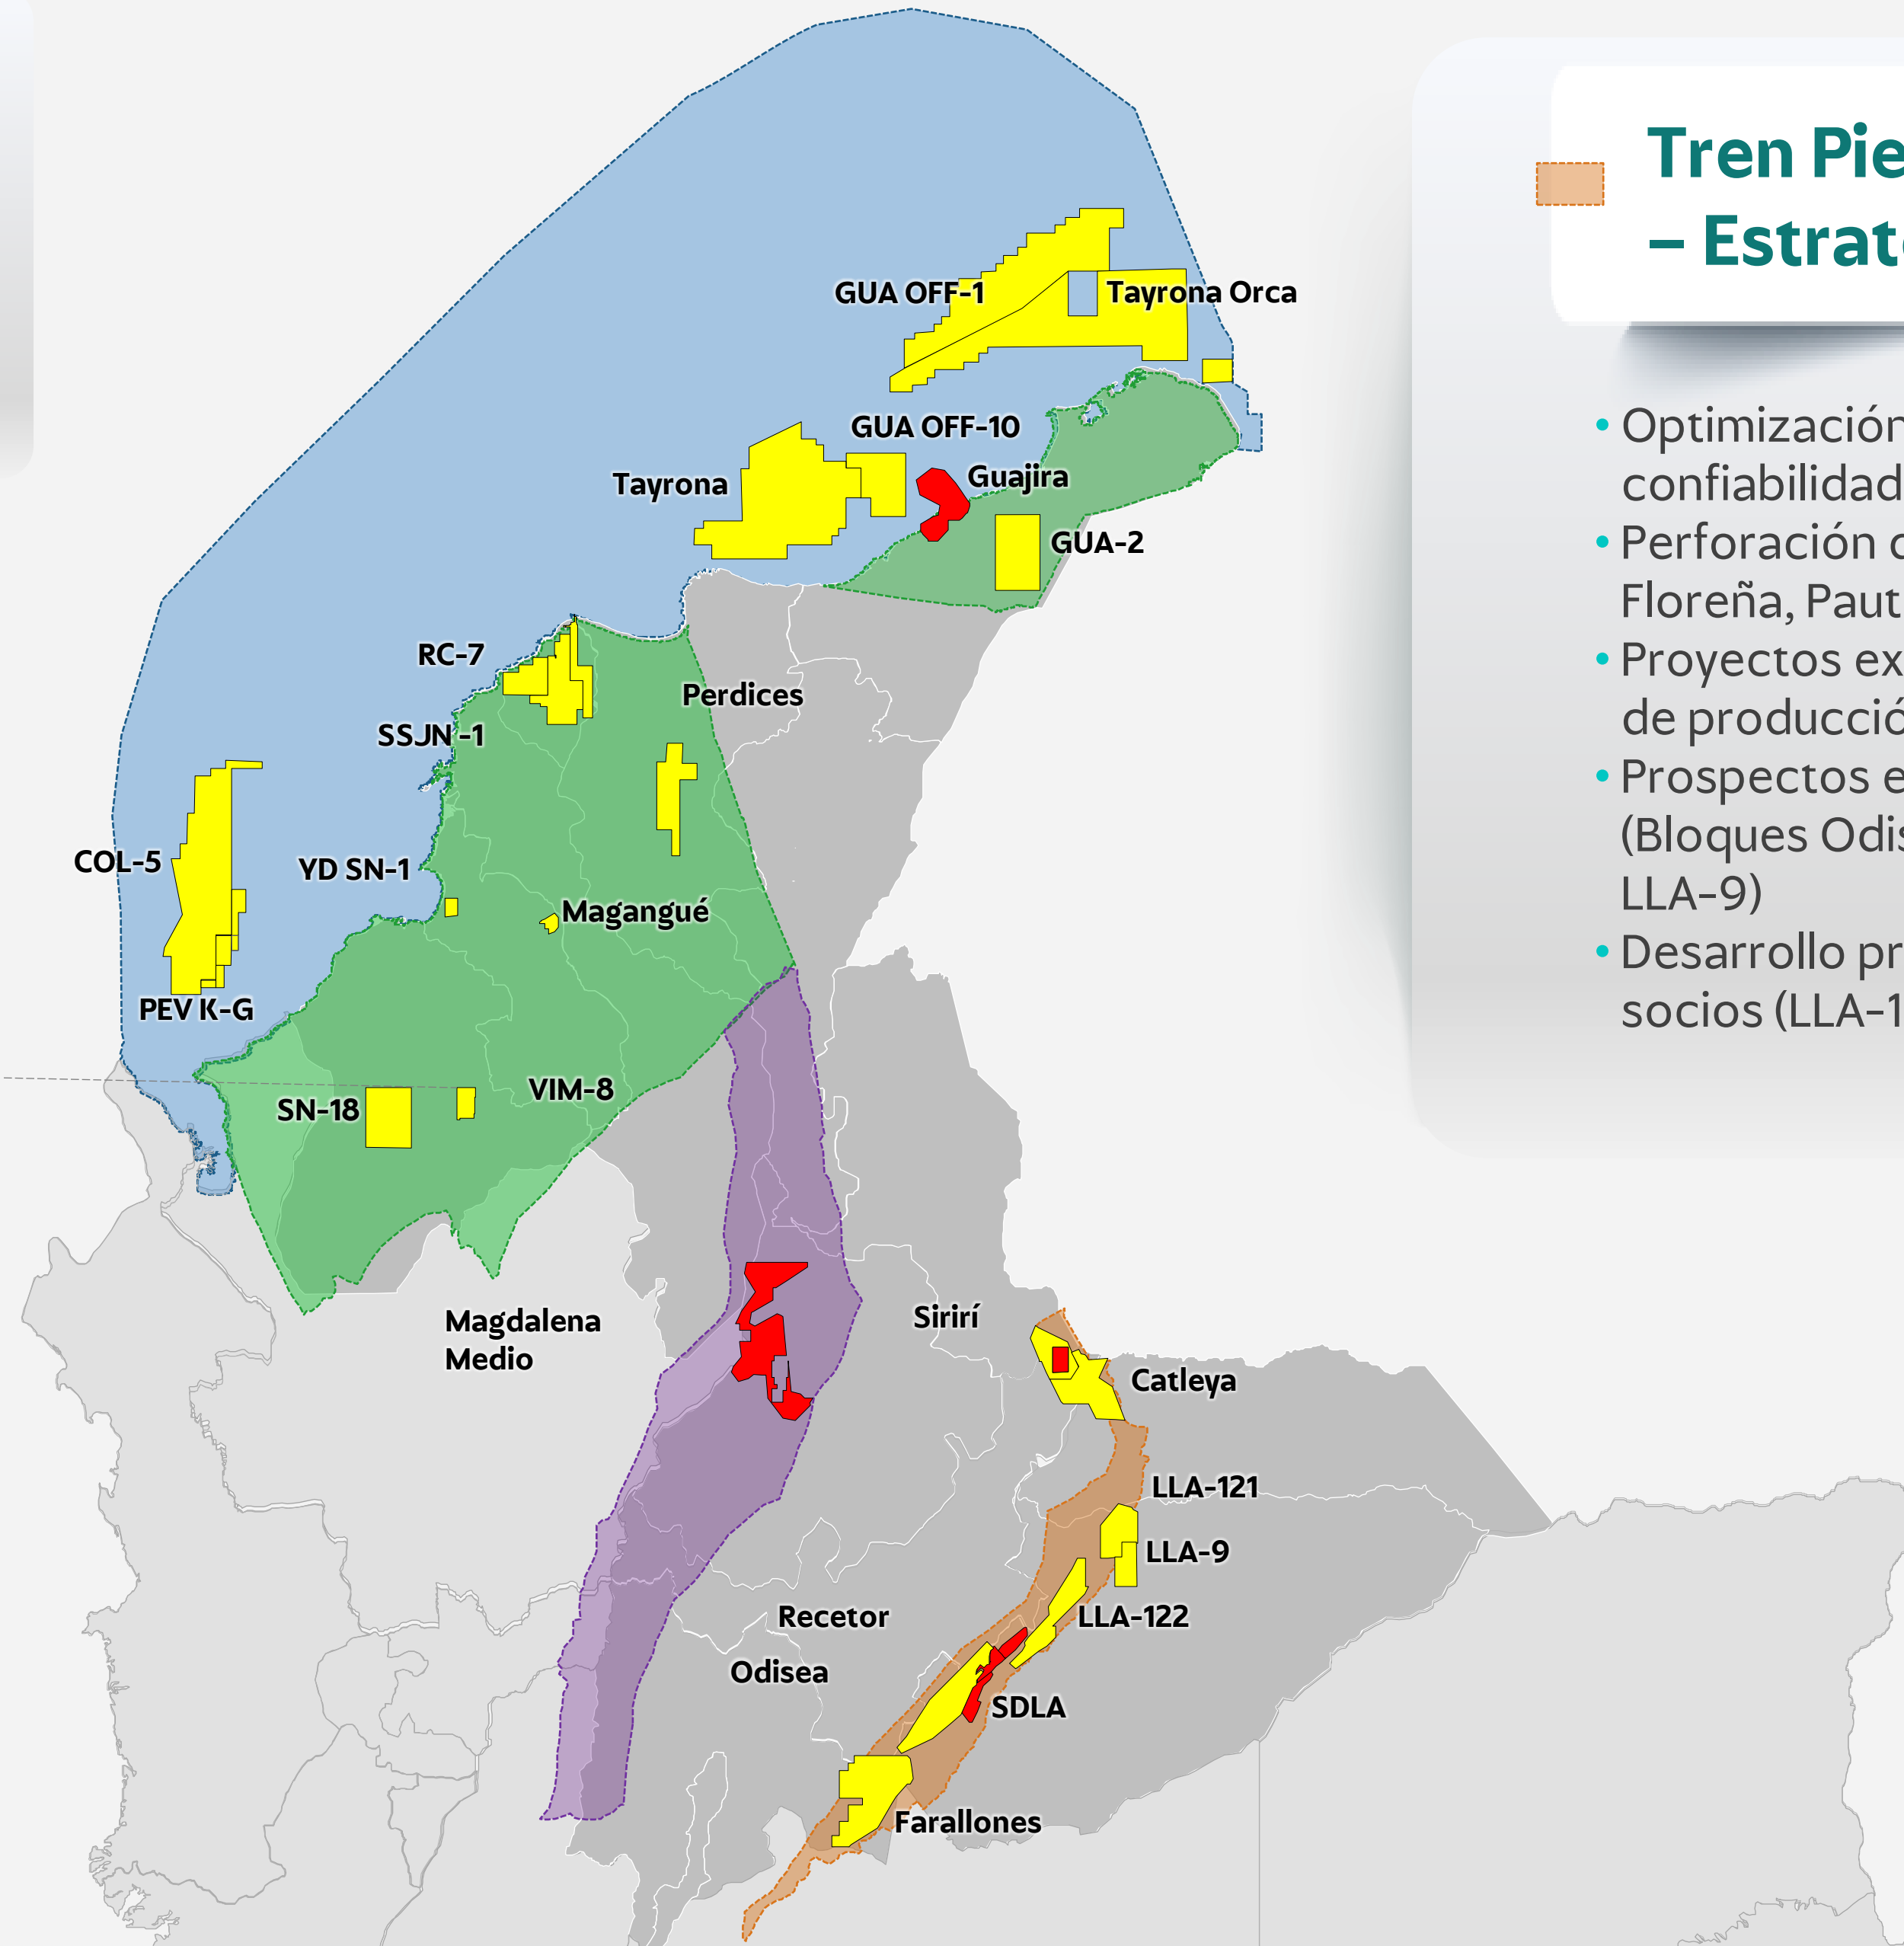 GUA OFF-1
Tayrona Orca
GUA OFF-10
Guajira
Tayrona
GUA-2
RC-7
Perdices
SSJN -1
COL-5
YD SN-1
Magangué
PEV K-G
VIM-8
SN-18
Magdalena
Medio
Sirirí
Catleya
LLA-121
LLA-9
Recetor
LLA-122
Odisea
SDLA
Farallones
Tren Pie
– Estrat
• Optimización
confiabilidad
• Perforación
Floreña, Paut
• Proyectos ex
de producció
• Prospectos e
(Bloques Odis
LLA-9)
• Desarrollo pr
socios (LLA-1